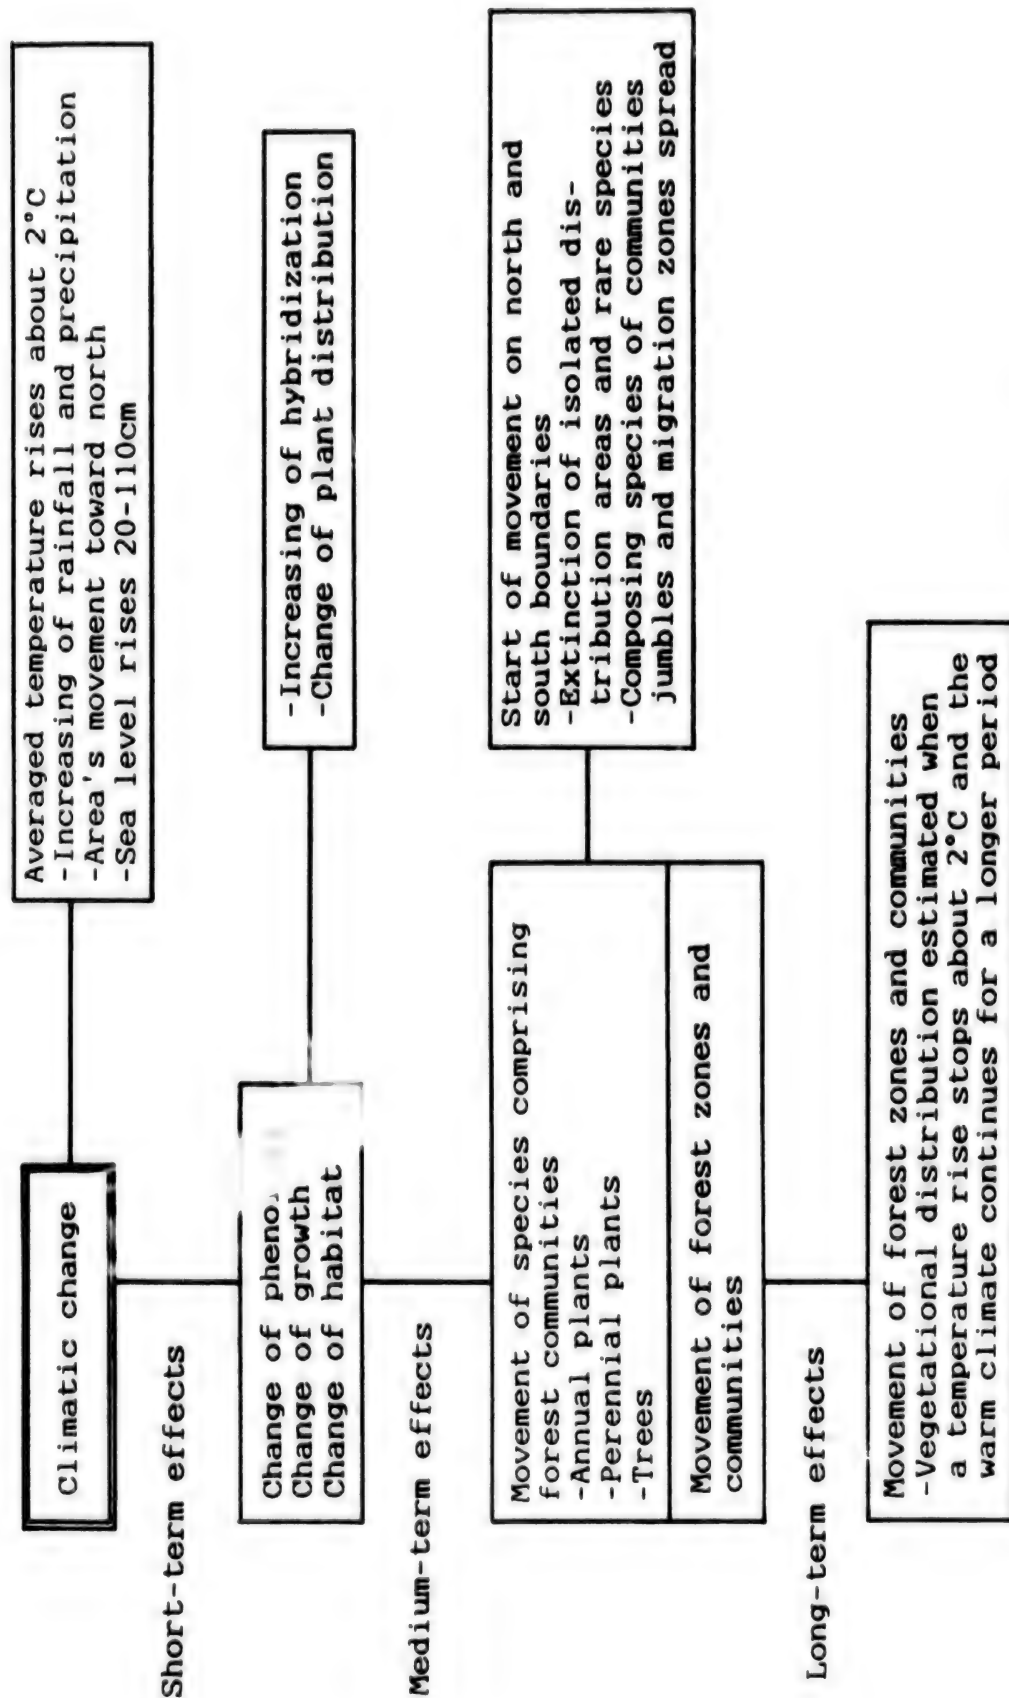 Climatic change
Averaged temperature rises about 2°C
-Increasing of rainfall and precipitation
-Area's movement toward north
-Sea level rises 20-110cm
Short-term effects
Change of
Change of growth
Change of habitat
-Increasing of hybridization
-Change of plant distribution
Medium-term effects
Movement of species comprising
forest communities
-Annual plants
-Perennial plants
-Trees
Movement of forest zones and
communities
Start of movement on north and
south boundaries
-Extinction of isolated dis-
tribution areas and rare species
-Composing species of communities
jumbles and migration zones spread
Long-term effects
Movement of forest zones and communities
-Vegetational distribution estimated when
a temperature rise stops about 2°C and the
warm climate continues for a longer period